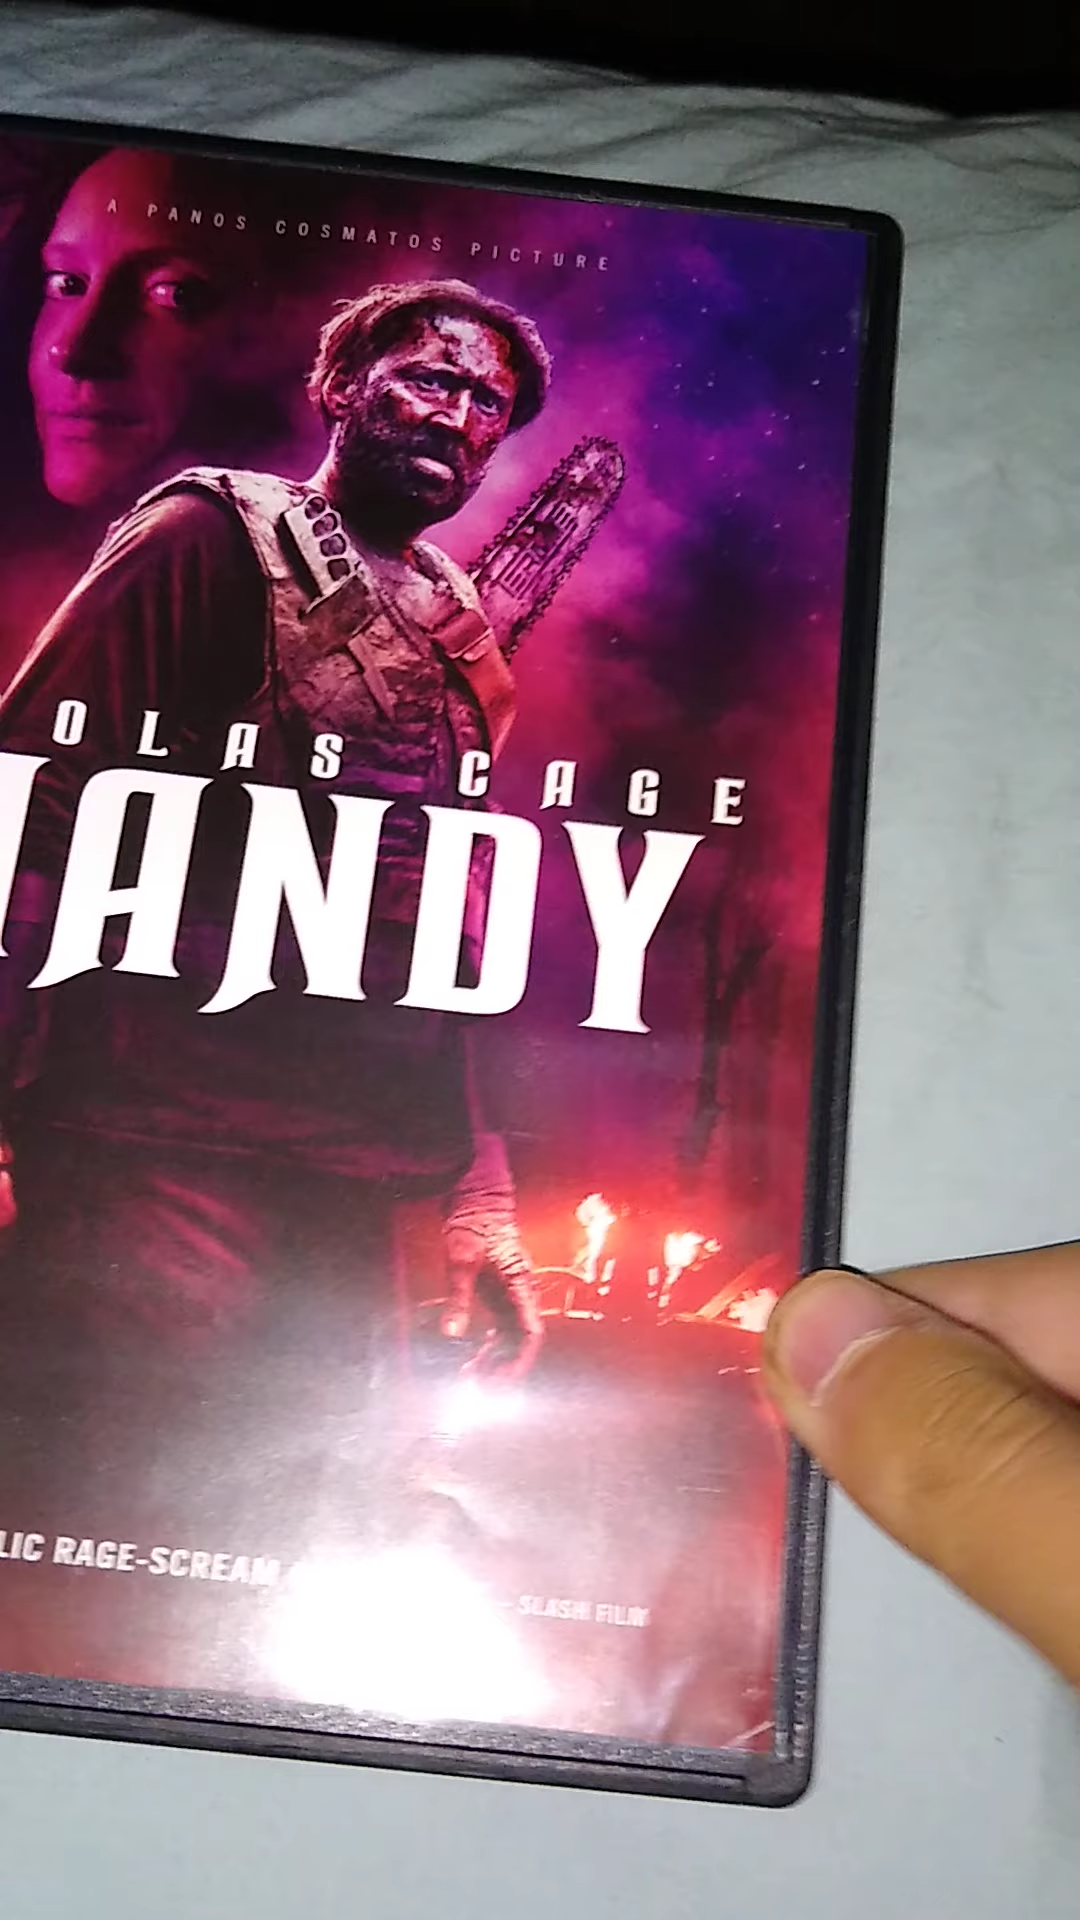 A PANOS COSMATOS PICTURE
OLAS CAGE
ANDY
LIC RAGE-SCREAM
- SLASH FILM